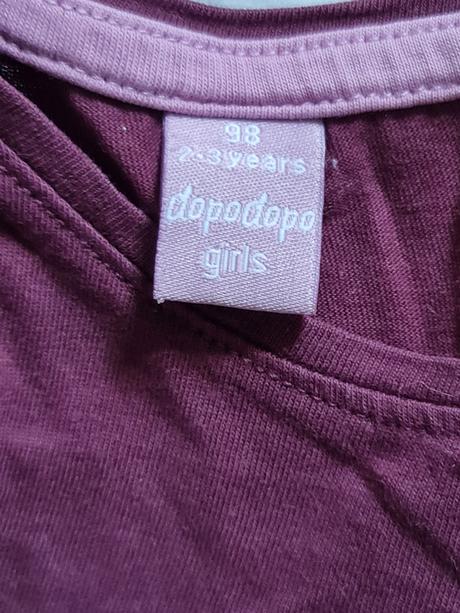 98
2-3 years
dopodopo
girls